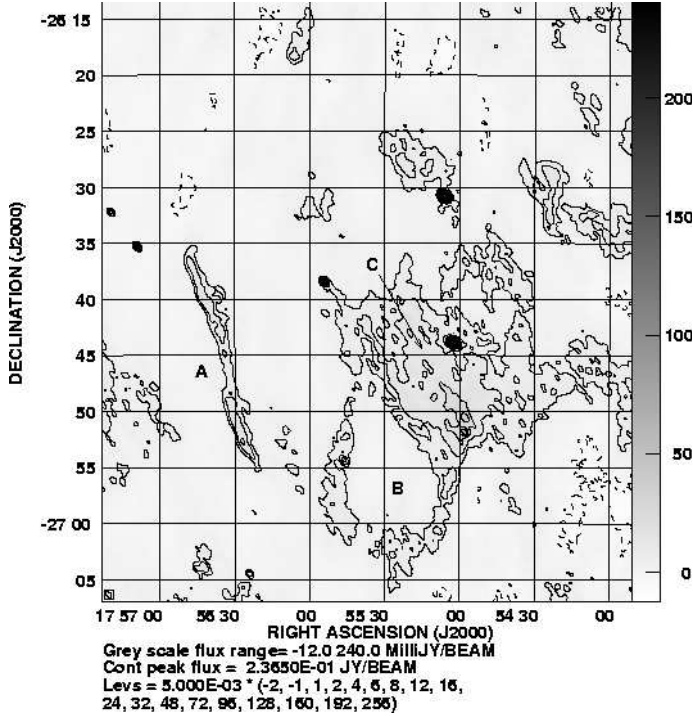 -26 15
20
25
30
35
40
45
50
55
-27 00
05
DECLINATION (J2000)
A
B
C
200
150
100
50
0
17 57 00 56 30 00 55 30 00 54 30 00
RIGHT ASCENSION (J2000)
Grey scale flux range= -12.0 240.0 MilliJY/BEAM
Cont peak flux = 2.3650E-01 JY/BEAM
Levs = 5.000E-03 * (-2, -1, 1, 2, 4, 6, 8, 12, 16,
24, 32, 48, 72, 96, 128, 160, 192, 256)